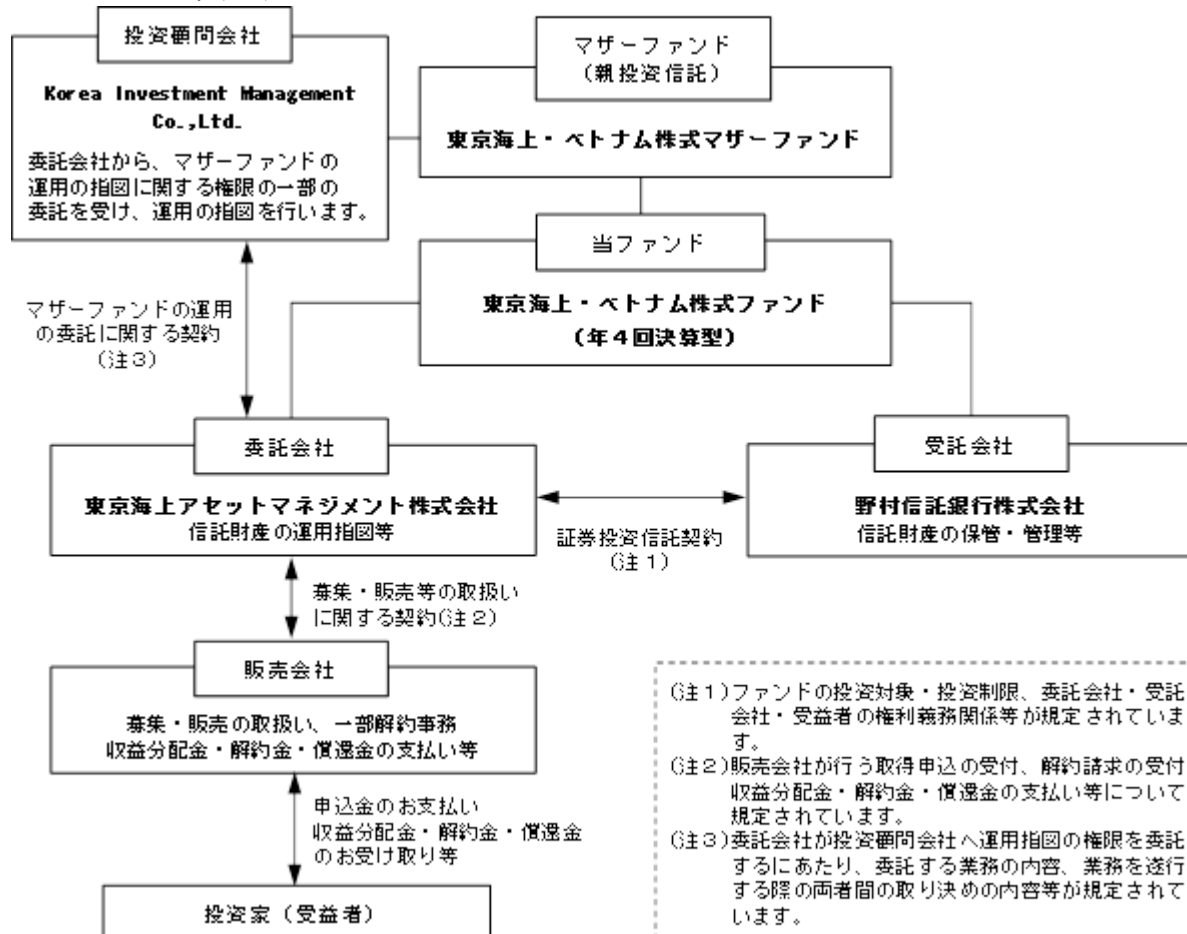 投資顧問会社
Korea Investment Management
Co.,Ltd.
委託会社から、マザーファンドの
運用の指図に関する権限の一部の
委託を受け、運用の指図を行います。
マザーファンド
（親投資信託）
東京海上・ベトナム株式マザーファンド
当ファンド
東京海上・ベトナム株式ファンド
（年４回決算型）
マザーファンドの運用
の委託に関する契約
（注３）
委託会社
東京海上アセットマネジメント株式会社
信託財産の運用指図等
証券投資信託契約
（注１）
受託会社
野村信託銀行株式会社
信託財産の保管・管理等
募集・販売等の取扱い
に関する契約（注２）
販売会社
募集・販売の取扱い、一部解約事務
収益分配金・解約金・償還金の支払い等
申込金のお支払い
収益分配金・解約金・償還金
のお受け取り等
投資家（受益者）
（注１）ファンドの投資対象・投資制限、委託会社・受託
会社・受益者の権利義務関係等が規定されていま
す。
（注２）販売会社が行う取得申込の受付、解約請求の受付
収益分配金・解約金・償還金の支払い等について
規定されています。
（注３）委託会社が投資顧問会社へ運用指図の権限を委託
するにあたり、委託する業務の内容、業務を遂行
する際の両者間の取り決めの内容等が規定されて
います。